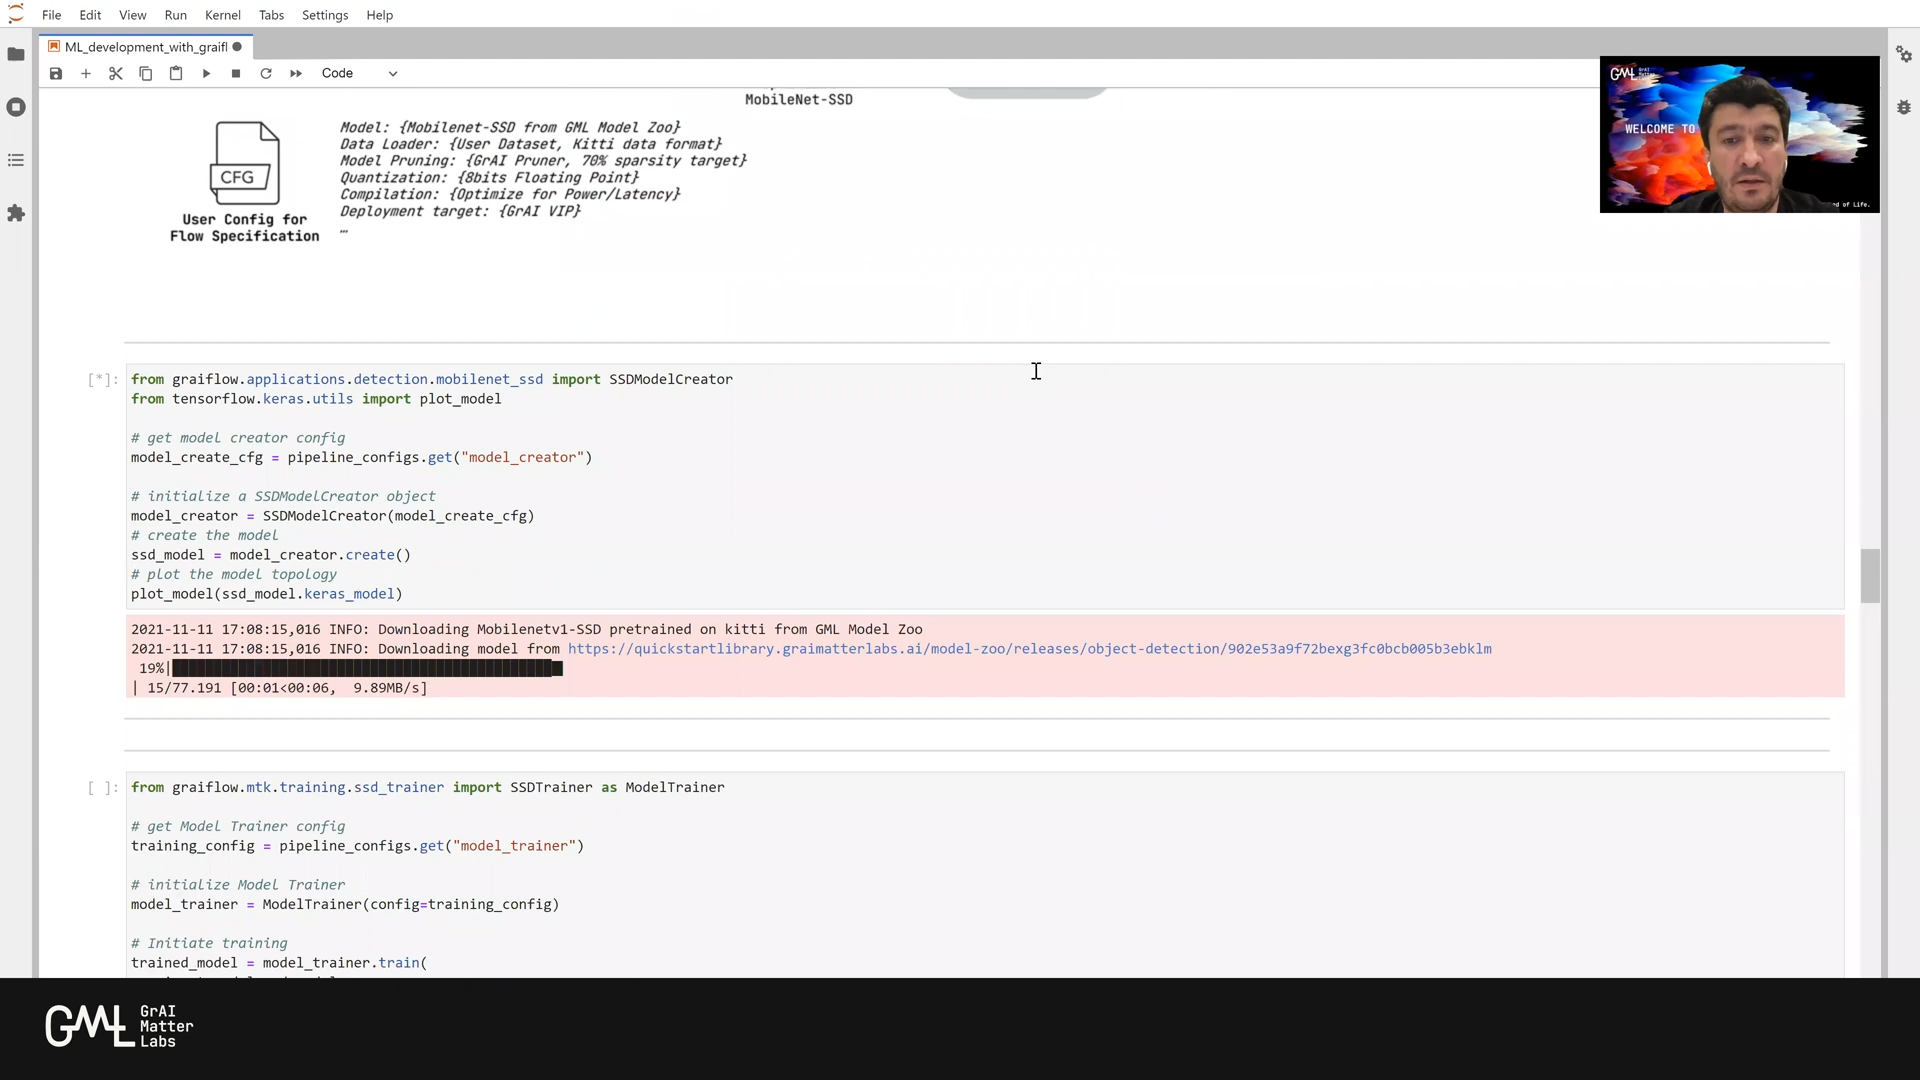 File Edit View Run Kernel Tabs Settings Help
ML_development_with_graifl
Code
MobileNet-SSD
CFG
User Config for
Flow Specification
Model: {Mobilenet-SSD from GML Model Zoo}
Data Loader: {User Dataset, Kitti data format}
Model Pruning: {GrAI Pruner, 70% sparsity target}
Quantization: {8bits Floating Point}
Compilation: {Optimize for Power/Latency}
Deployment target: {GrAI VIP}
…
GML
WELCOME TO
d of Life.
[*]:
from graiflow.applications.detection.mobilenet_ssd import SSDModelCreator
from tensorflow.keras.utils import plot_model
# get model creator config
model_create_cfg = pipeline_configs.get("model_creator")
# initialize a SSDModelCreator object
model_creator = SSDModelCreator(model_create_cfg)
# create the model
ssd_model = model_creator.create()
# plot the model topology
plot_model(ssd_model.keras_model)
2021-11-11 17:08:15,016 INFO: Downloading Mobilenetv1-SSD pretrained on kitti from GML Model Zoo
2021-11-11 17:08:15,016 INFO: Downloading model from https://quickstartlibrary.graimatterlabs.ai/model-zoo/releases/object-detection/902e53a9f72bexg3fc0bcb005b3ebklm
19%|
| 15/77.191 [00:01<00:06, 9.89MB/s]
[ ]:
from graiflow.mtk.training.ssd_trainer import SSDTrainer as ModelTrainer
# get Model Trainer config
training_config = pipeline_configs.get("model_trainer")
# initialize Model Trainer
model_trainer = ModelTrainer(config=training_config)
# Initiate training
trained_model = model_trainer.train(
GML
GrAI
Matter
Labs